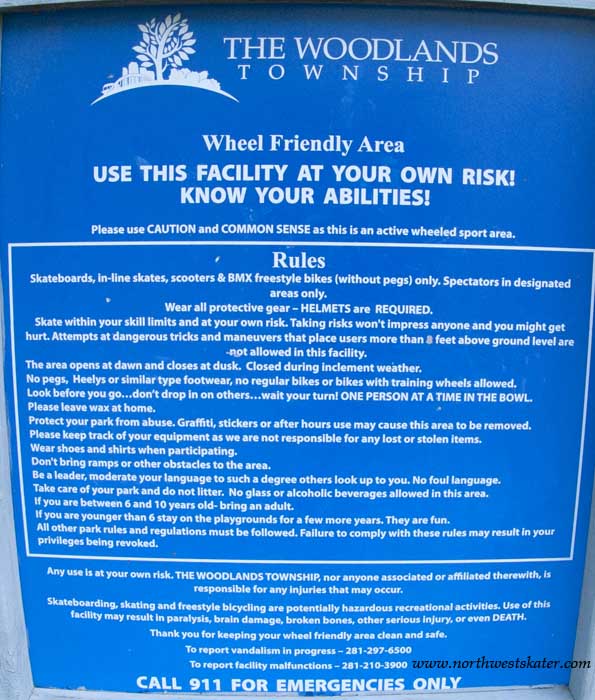 THE WOODLANDS
TOWNSHIP
Wheel Friendly Area
USE THIS FACILITY AT YOUR OWN RISK!
KNOW YOUR ABILITIES!
Please use CAUTION and COMMON SENSE as this is an active wheeled sport area.
Rules
Skateboards, in-line skates, scooters & BMX freestyle bikes (without pegs) only. Spectators in designated
areas only.
Wear all protective gear – HELMETS are REQUIRED.
Skate within your skill limits and at your own risk. Taking risks won't impress anyone and you might get
hurt. Attempts at dangerous tricks and maneuvers that place users more than 8 feet above ground level are
not allowed in this facility.
The area opens at dawn and closes at dusk. Closed during inclement weather.
No pegs, Heelys or similar type footwear, no regular bikes or bikes with training wheels allowed.
Look before you go...don't drop in on others...wait your turn! ONE PERSON AT A TIME IN THE BOWL.
Please leave wax at home.
Protect your park from abuse. Graffiti, stickers or after hours use may cause this area to be removed.
Please keep track of your equipment as we are not responsible for any lost or stolen items.
Wear shoes and shirts when participating.
Don't bring ramps or other obstacles to the area.
Be a leader, moderate your language to such a degree others look up to you. No foul language.
Take care of your park and do not litter. No glass or alcoholic beverages allowed in this area.
If you are between 6 and 10 years old- bring an adult.
If you are younger than 6 stay on the playgrounds for a few more years. They are fun.
All other park rules and regulations must be followed. Failure to comply with these rules may result in your
privileges being revoked.
Any use is at your own risk. THE WOODLANDS TOWNSHIP, nor anyone associated or affiliated therewith, is
responsible for any injuries that may occur.
Skateboarding, skating and freestyle bicycling are potentially hazardous recreational activities. Use of this
facility may result in paralysis, brain damage, broken bones, other serious injury, or even DEATH.
Thank you for keeping your wheel friendly area clean and safe.
To report vandalism in progress – 281-297-6500
To report facility malfunctions – 281-210-3900
www.northwestskater.com
CALL 911 FOR EMERGENCIES ONLY